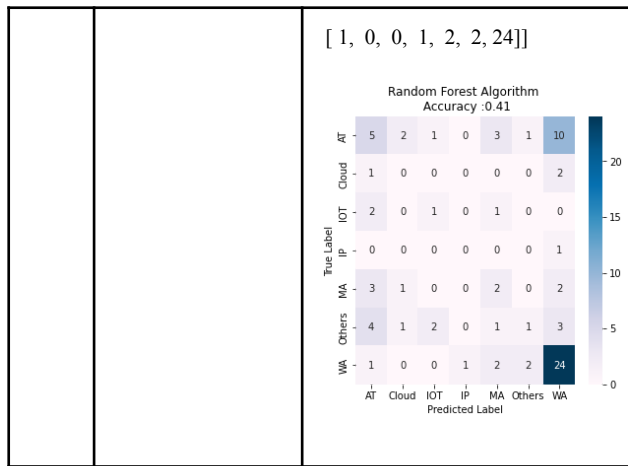 [ 1, 0, 0, 1, 2, 2, 24]]
Random Forest Algorithm
Accuracy :0.41
AT 5 2 1 0 3 1 10
Cloud 1 0 0 0 0 0 2
IOT 2 0 1 0 1 0 0
IP 0 0 0 0 0 0 1
MA 3 1 0 0 2 0 2
Others 4 1 2 0 1 1 3
WA 1 0 0 1 2 2 24
AT Cloud IOT IP MA Others WA
True Label
Predicted Label
20
15
10
5
0